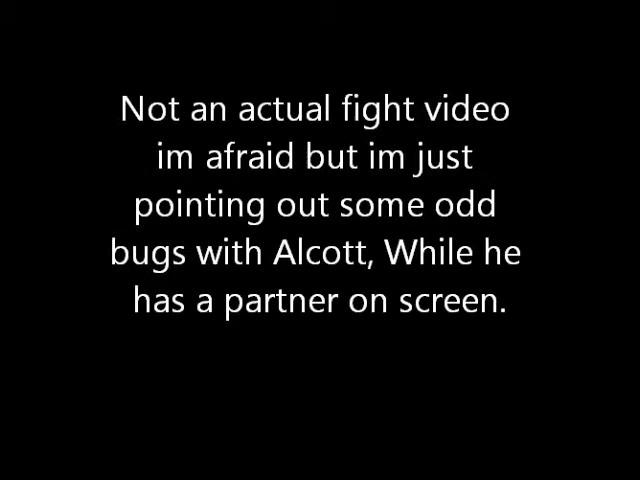 Not an actual fight video
im afraid but im just
pointing out some odd
bugs with Alcott, While he
has a partner on screen.